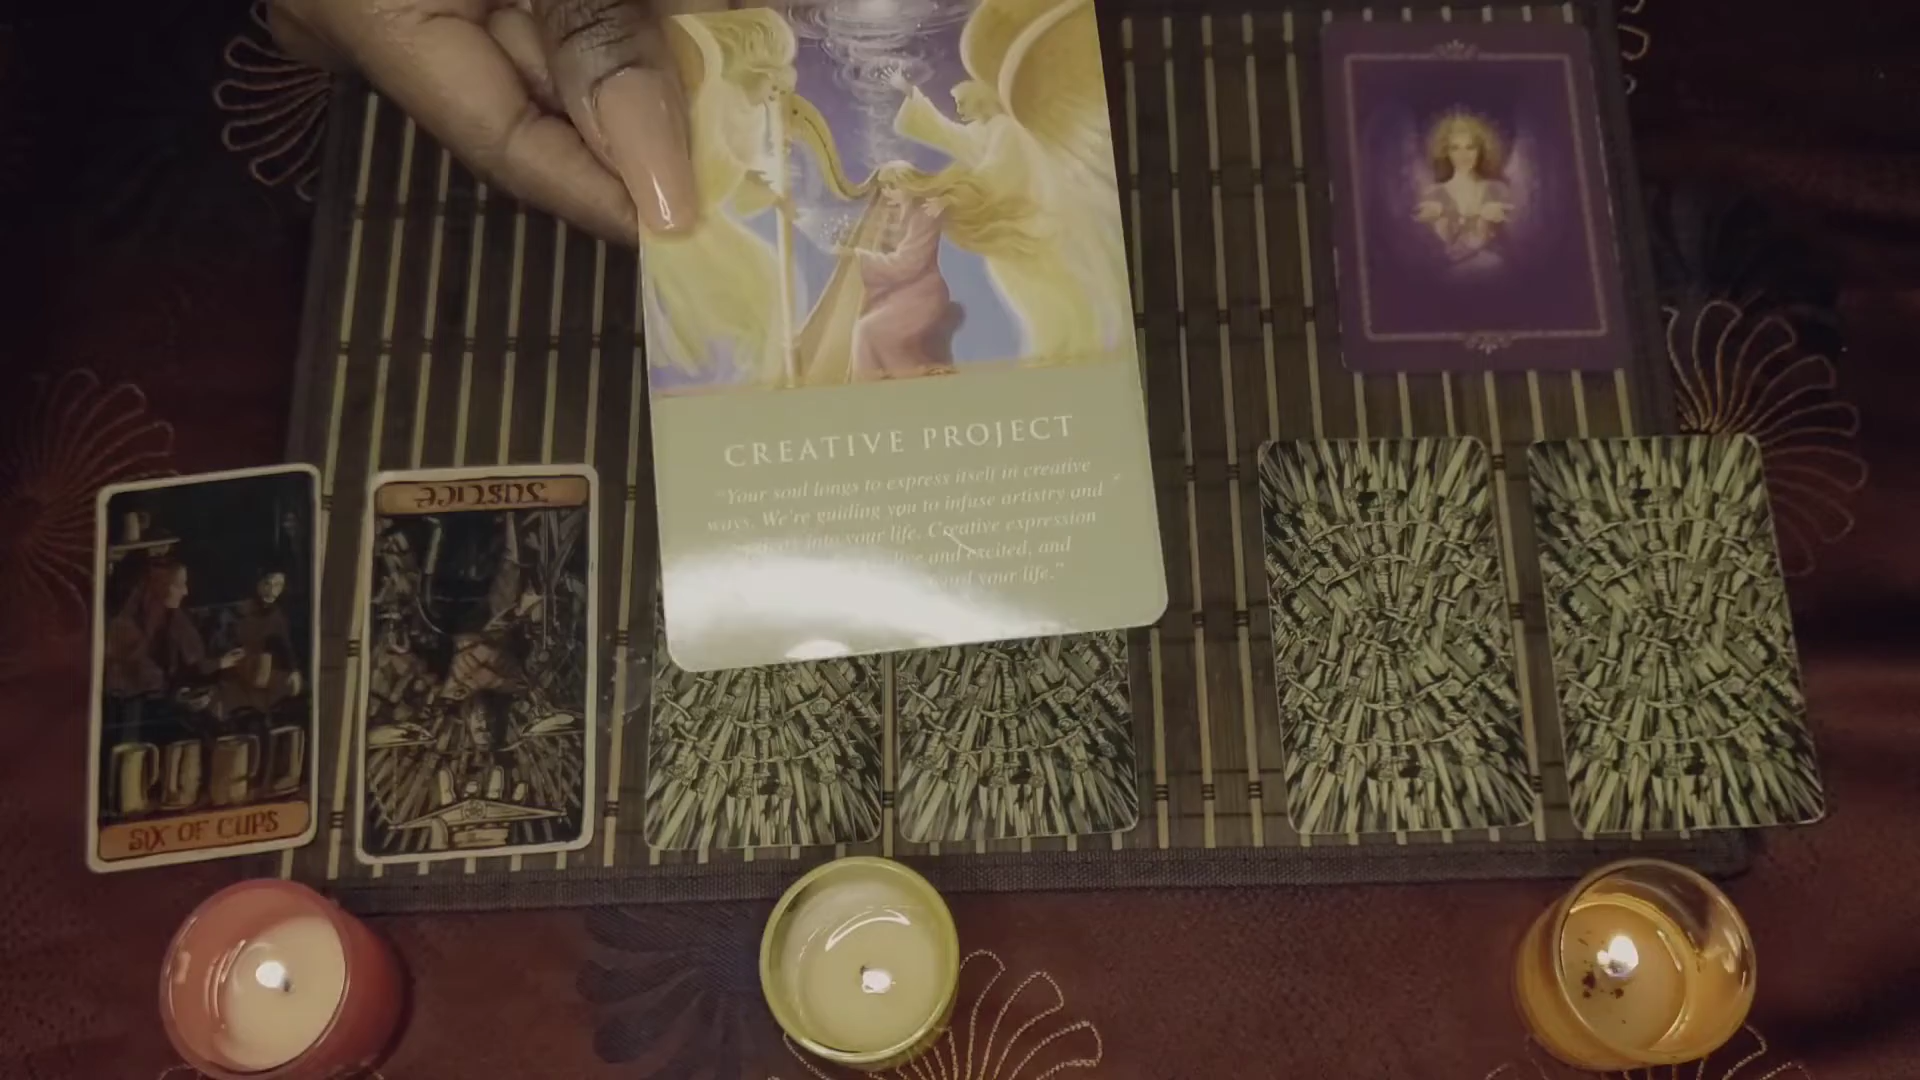 CREATIVE PROJECT
"Your soul longs to express itself in creative
ways. We're guiding you to infuse artistry and
into your life. Creative expression
and excited, and
your life."
JUSTICE
SIX OF CUPS